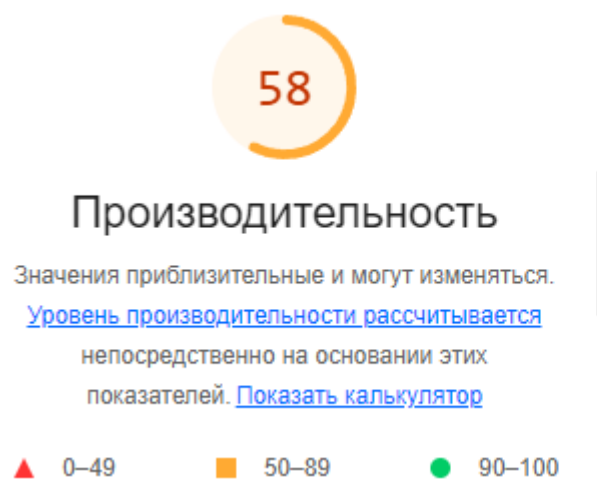 58
Производительность
Значения приблизительные и могут изменяться.
Уровень производительности рассчитывается
непосредственно на основании этих
показателей. Показать калькулятор
0–49 50–89 90–100